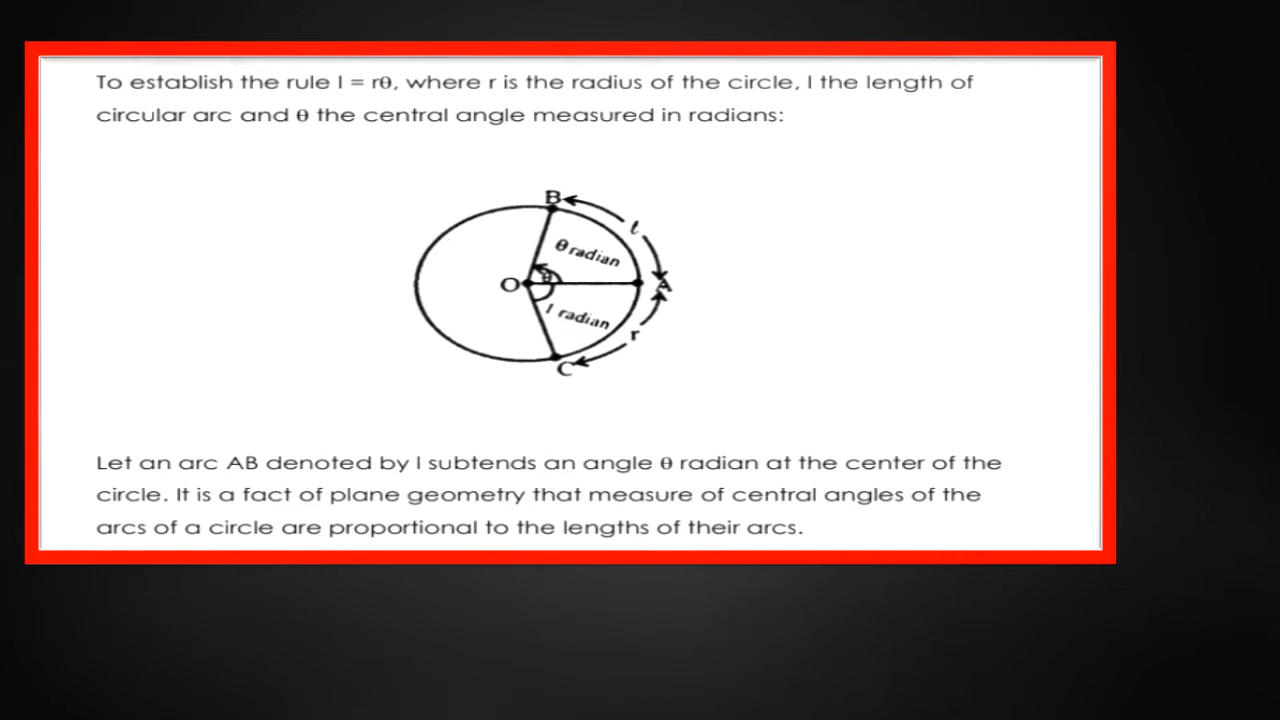 To establish the rule l = rθ, where r is the radius of the circle, l the length of
circular arc and θ the central angle measured in radians:
B
l
θ radian
θ
O
A
l radian
r
C
Let an arc AB denoted by l subtends an angle θ radian at the center of the
circle. It is a fact of plane geometry that measure of central angles of the
arcs of a circle are proportional to the lengths of their arcs.